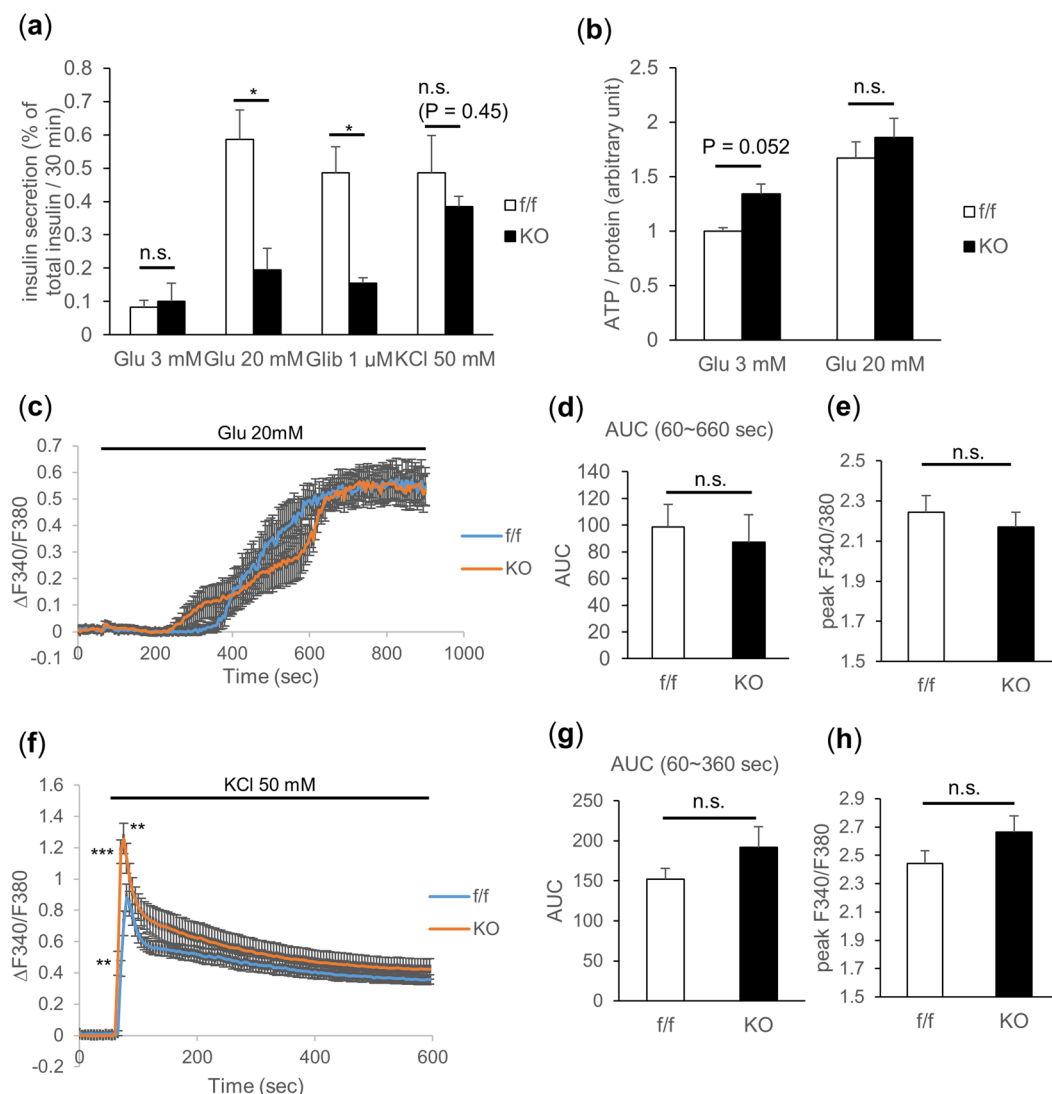 (a)
insulin secretion (% of
total insulin / 30 min)
0.8
0.7
0.6
0.5
0.4
0.3
0.2
0.1
0
n.s.
*
*
n.s.
(P = 0.45)
Glu 3 mM
Glu 20 mM
Glib 1 µM
KCl 50 mM
f/f
KO
(b)
ATP / protein (arbitrary unit)
2.5
2
1.5
1
0.5
0
P = 0.052
n.s.
Glu 3 mM
Glu 20 mM
f/f
KO
(c)
Glu 20mM
ΔF340/F380
0.7
0.6
0.5
0.4
0.3
0.2
0.1
0
-0.1
0
200
400
600
800
1000
Time (sec)
f/f
KO
(d)
AUC (60~660 sec)
AUC
140
120
100
80
60
40
20
0
n.s.
f/f
KO
(e)
peak F340/380
2.5
2.3
2.1
1.9
1.7
1.5
n.s.
f/f
KO
(f)
KCl 50 mM
ΔF340/F380
1.6
1.4
1.2
1
0.8
0.6
0.4
0.2
0
-0.2
**
***
**
0
200
400
600
Time (sec)
f/f
KO
(g)
AUC (60~360 sec)
AUC
250
200
150
100
50
0
n.s.
f/f
KO
(h)
peak F340/F380
2.9
2.7
2.5
2.3
2.1
1.9
1.7
1.5
n.s.
f/f
KO